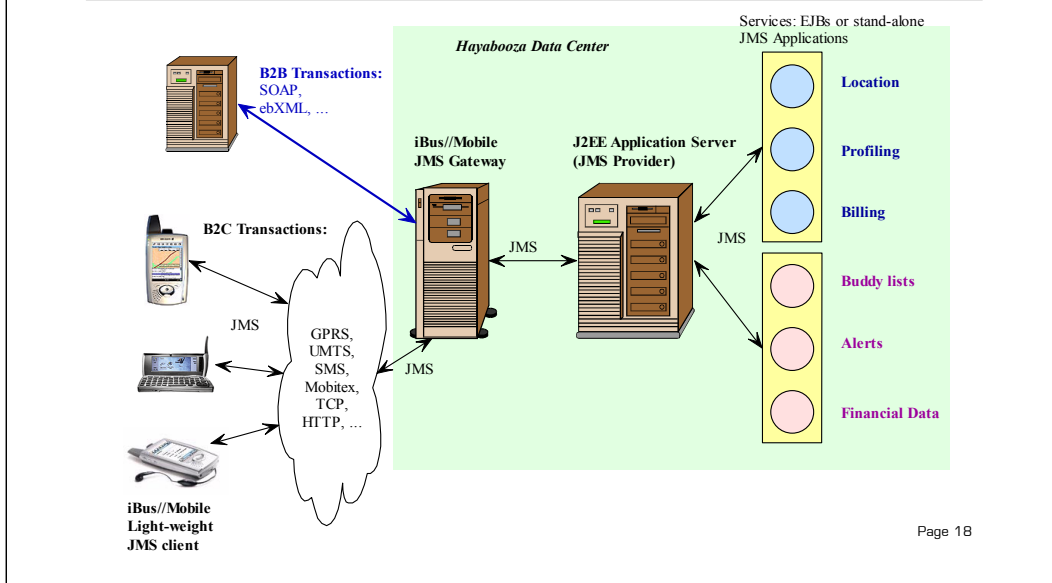 Services: EJBs or stand-alone
JMS Applications
Hayabooza Data Center
B2B Transactions:
SOAP,
ebXML, …
iBus//Mobile
JMS Gateway
J2EE Application Server
(JMS Provider)
Location
Profiling
Billing
B2C Transactions:
JMS
JMS
JMS
GPRS,
UMTS,
SMS,
Mobitex,
TCP,
HTTP, …
JMS
Buddy lists
Alerts
Financial Data
iBus//Mobile
Light-weight
JMS client
Page 18